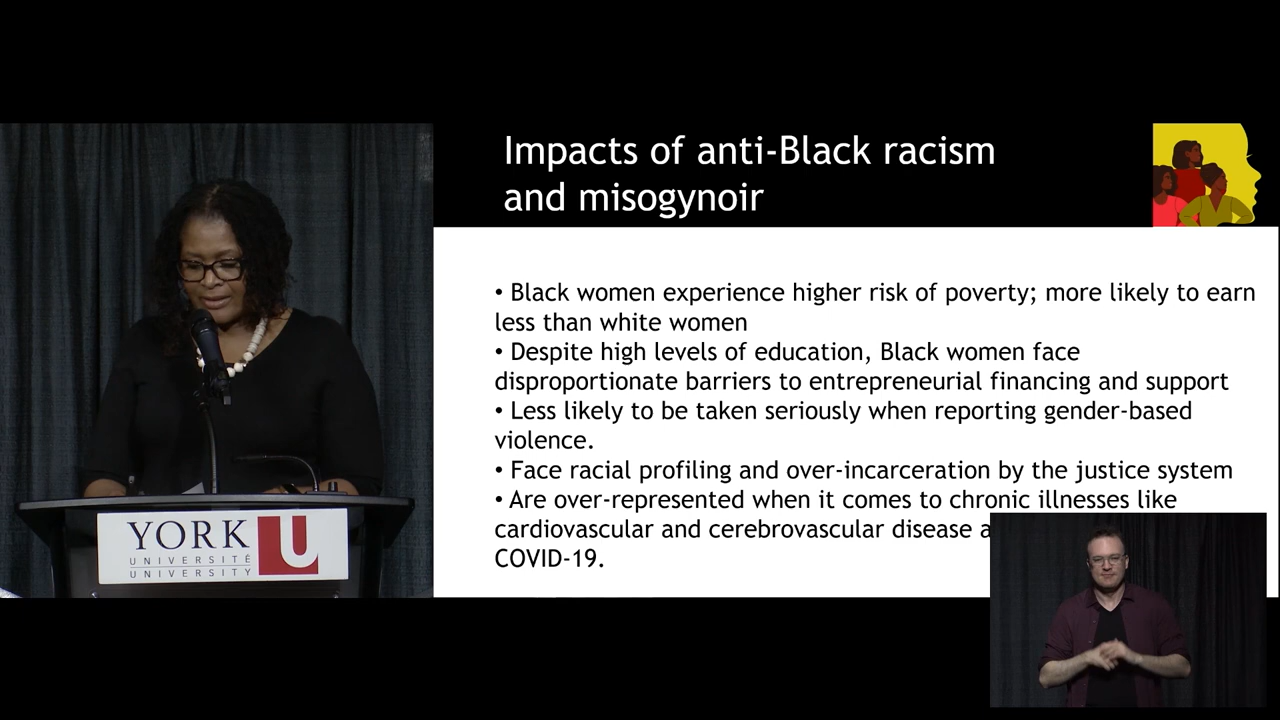 Impacts of anti-Black racism
and misogynoir
• Black women experience higher risk of poverty; more likely to earn
less than white women
• Despite high levels of education, Black women face
disproportionate barriers to entrepreneurial financing and support
• Less likely to be taken seriously when reporting gender-based
violence.
• Face racial profiling and over-incarceration by the justice system
• Are over-represented when it comes to chronic illnesses like
cardiovascular and cerebrovascular disease
COVID-19.
YORK U
UNIVERSITÉ
UNIVERSITY